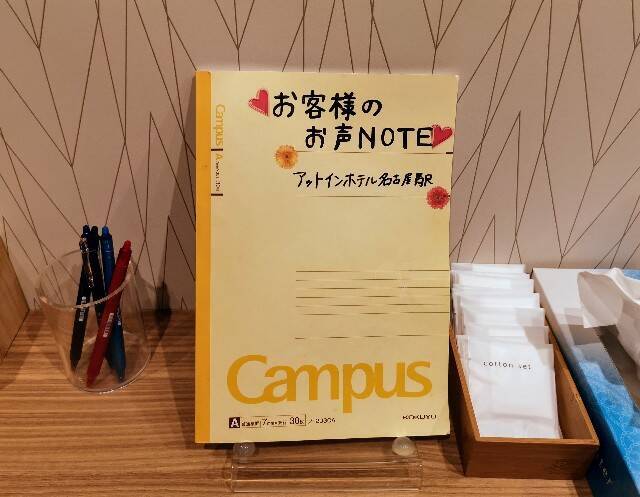 お客様の
お声NOTE
アットインホテル名古屋駅
Campus
Campus
A
30
KOKUYO
cotton set